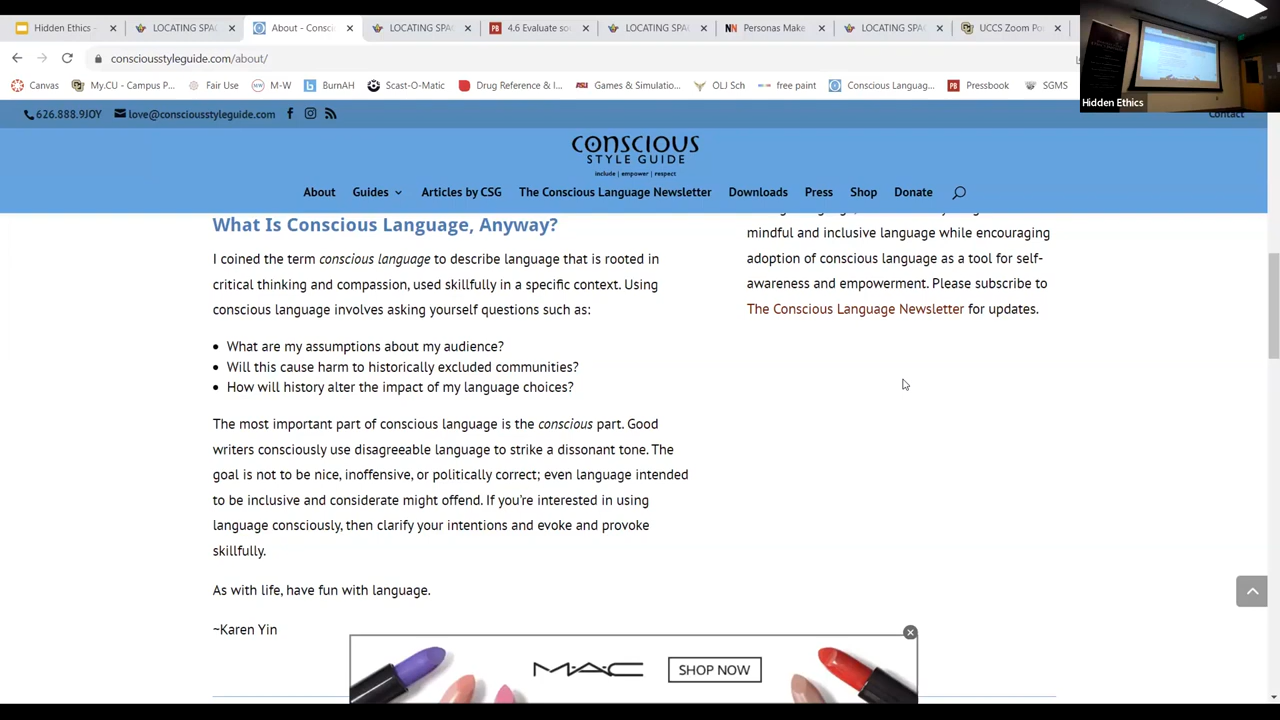 Hidden Ethics -
LOCATING SPA
About - Consci
LOCATING SPA
4.6 Evaluate so
LOCATING SPA
Personas Make
LOCATING SPA
UCCS Zoom Po
consciousstyleguide.com/about/
Canvas
My.CU - Campus P...
Fair Use
M-W
BurnAH
Scast-O-Matic
Drug Reference & I...
Games & Simulatio...
OLJ Sch
free paint
Conscious Languag...
Pressbook
SGMS
Hidden Ethics
626.888.9JOY
love@consciousstyleguide.com
Contact
CONSCIOUS
STYLE GUIDE
include | empower | respect
About
Guides
Articles by CSG
The Conscious Language Newsletter
Downloads
Press
Shop
Donate
What Is Conscious Language, Anyway?
I coined the term conscious language to describe language that is rooted in
critical thinking and compassion, used skillfully in a specific context. Using
conscious language involves asking yourself questions such as:
• What are my assumptions about my audience?
• Will this cause harm to historically excluded communities?
• How will history alter the impact of my language choices?
The most important part of conscious language is the conscious part. Good
writers consciously use disagreeable language to strike a dissonant tone. The
goal is not to be nice, inoffensive, or politically correct; even language intended
to be inclusive and considerate might offend. If you're interested in using
language consciously, then clarify your intentions and evoke and provoke
skillfully.
As with life, have fun with language.
~Karen Yin
mindful and inclusive language while encouraging
adoption of conscious language as a tool for self-
awareness and empowerment. Please subscribe to
The Conscious Language Newsletter for updates.
MAC
SHOP NOW